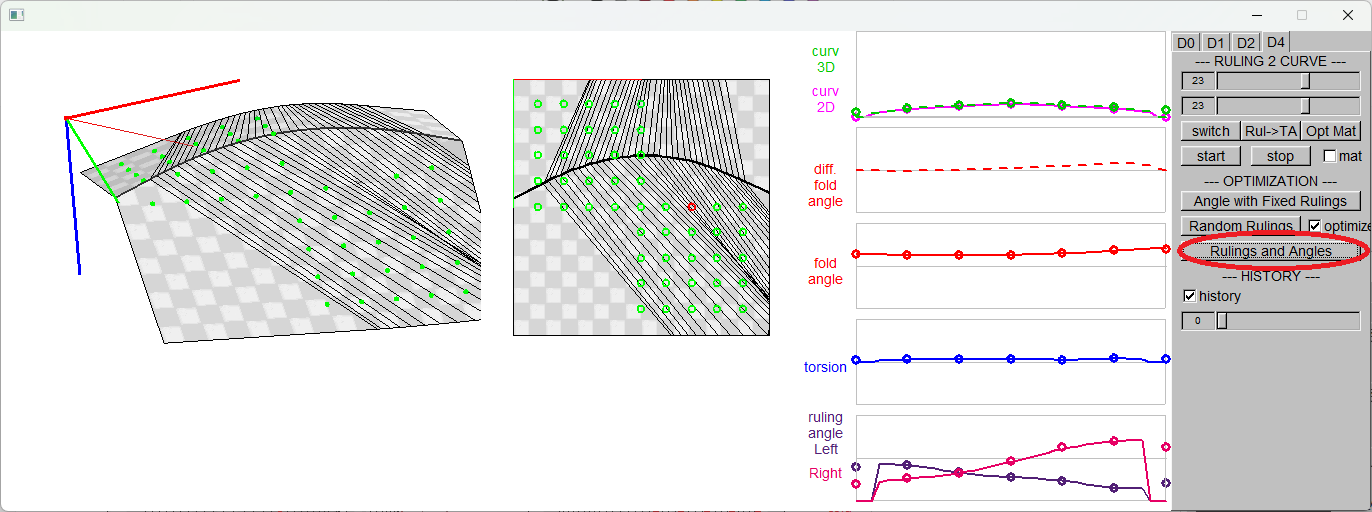 curv
3D
curv
2D
diff.
fold
angle
fold
angle
torsion
ruling
angle
Left
Right
D0 D1 D2 D4
--- RULING 2 CURVE ---
23
23
switch Rul->TA Opt Mat
start stop mat
--- OPTIMIZATION ---
Angle with Fixed Rulings
Random Rulings optimize
Rulings and Angles
--- HISTORY ---
history
0